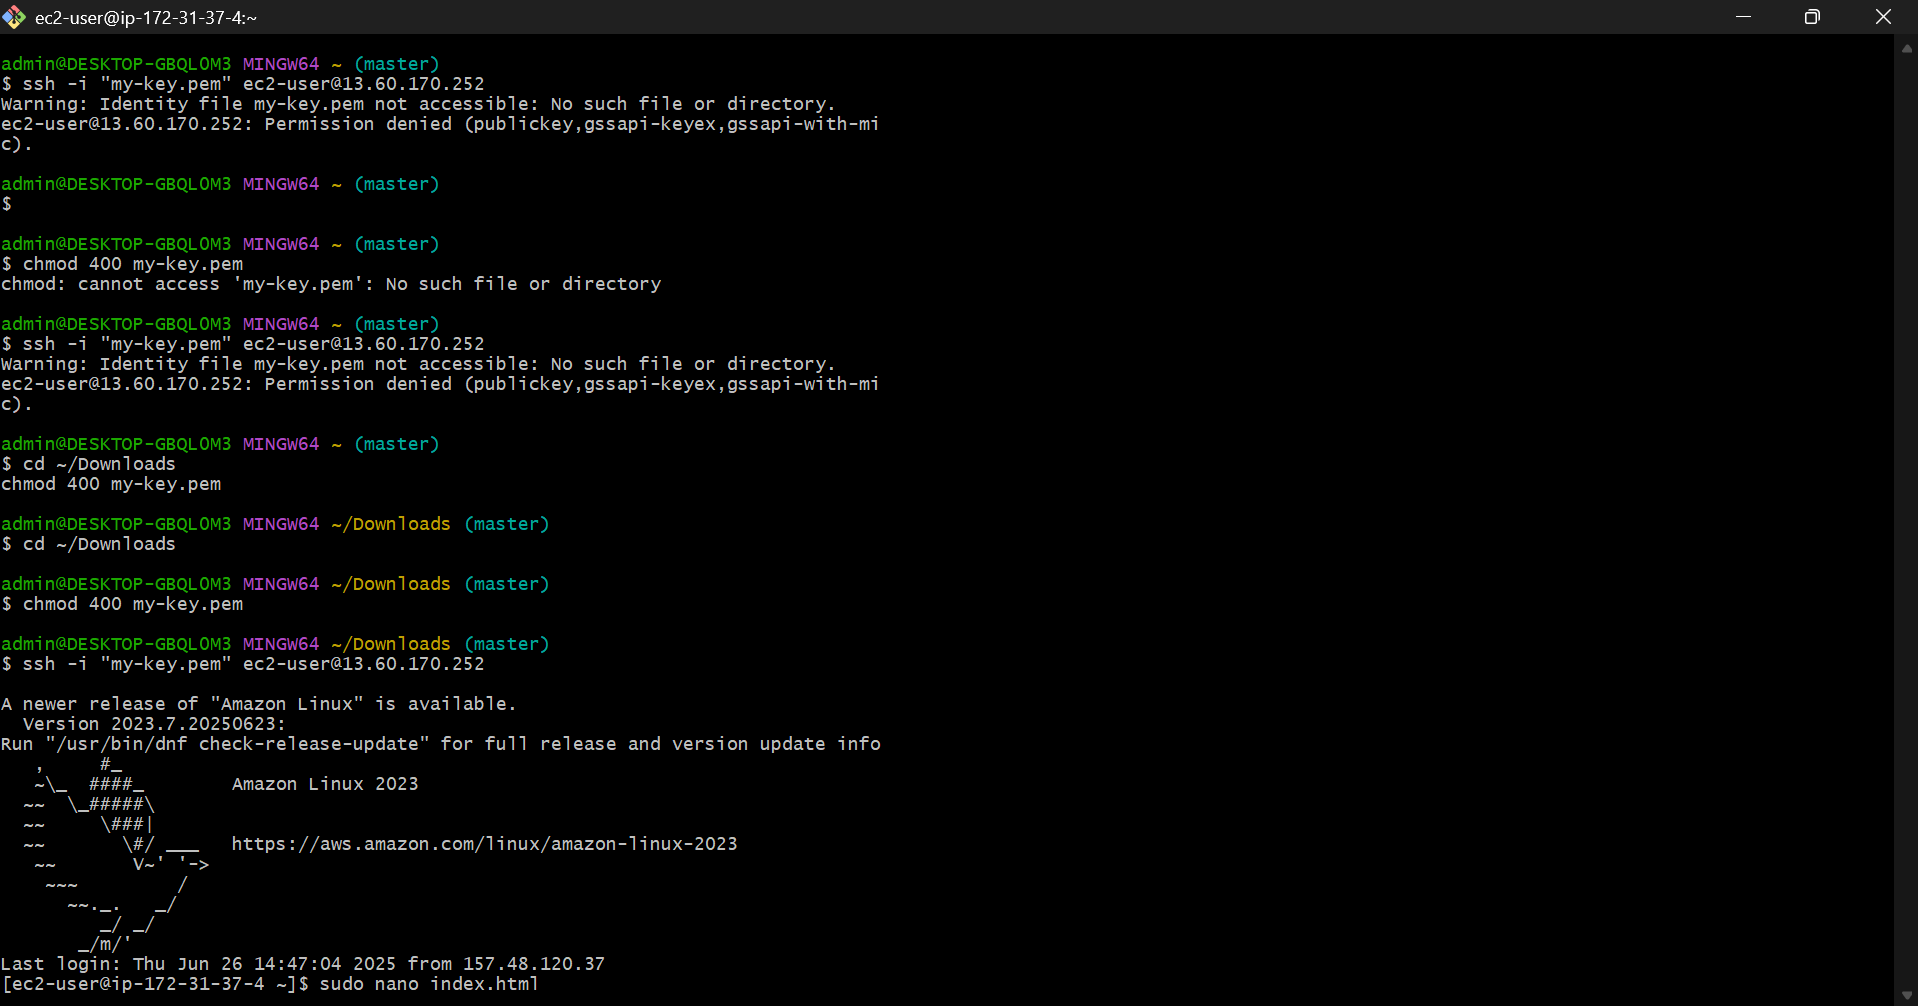 ec2-user@ip-172-31-37-4:~
admin@DESKTOP-GBQL0M3 MINGW64 ~ (master)
$ ssh -i "my-key.pem" ec2-user@13.60.170.252
Warning: Identity file my-key.pem not accessible: No such file or directory.
ec2-user@13.60.170.252: Permission denied (publickey,gssapi-keyex,gssapi-with-mi
c).
admin@DESKTOP-GBQL0M3 MINGW64 ~ (master)
$
admin@DESKTOP-GBQL0M3 MINGW64 ~ (master)
$ chmod 400 my-key.pem
chmod: cannot access 'my-key.pem': No such file or directory
admin@DESKTOP-GBQL0M3 MINGW64 ~ (master)
$ ssh -i "my-key.pem" ec2-user@13.60.170.252
Warning: Identity file my-key.pem not accessible: No such file or directory.
ec2-user@13.60.170.252: Permission denied (publickey,gssapi-keyex,gssapi-with-mi
c).
admin@DESKTOP-GBQL0M3 MINGW64 ~ (master)
$ cd ~/Downloads
chmod 400 my-key.pem
admin@DESKTOP-GBQL0M3 MINGW64 ~/Downloads (master)
$ cd ~/Downloads
admin@DESKTOP-GBQL0M3 MINGW64 ~/Downloads (master)
$ chmod 400 my-key.pem
admin@DESKTOP-GBQL0M3 MINGW64 ~/Downloads (master)
$ ssh -i "my-key.pem" ec2-user@13.60.170.252
A newer release of "Amazon Linux" is available.
  Version 2023.7.20250623:
Run "/usr/bin/dnf check-release-update" for full release and version update info
   ,     #_
   ~\_  ####_        Amazon Linux 2023
  ~~  \_#####\
  ~~     \###|
  ~~       \#/ ___   https://aws.amazon.com/linux/amazon-linux-2023
   ~~       V~' '->
    ~~~         /
      ~~._.   _/
         _/ _/
       _/m/'
Last login: Thu Jun 26 14:47:04 2025 from 157.48.120.37
[ec2-user@ip-172-31-37-4 ~]$ sudo nano index.html